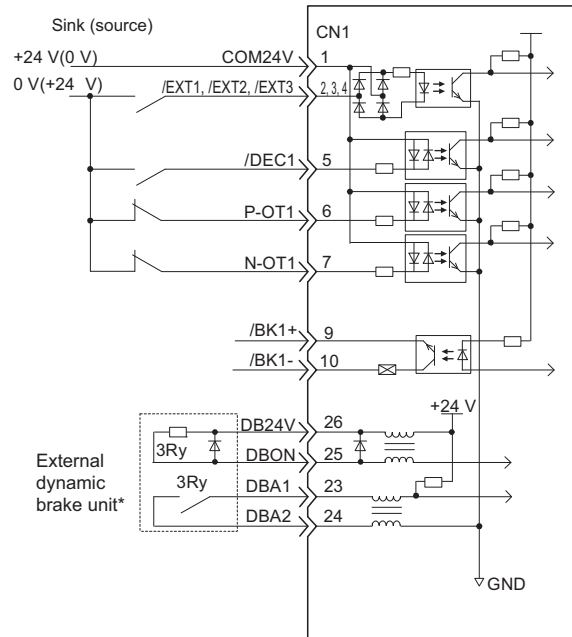 Sink (source)
CN1
+24 V(0 V)
COM24V
1
0 V(+24 V)
/EXT1, /EXT2, /EXT3
2, 3, 4
/DEC1
5
P-OT1
6
N-OT1
7
/BK1+
9
/BK1-
10
+24 V
DB24V
26
3Ry
DBON
25
External
dynamic
brake unit*
3Ry
DBA1
23
DBA2
24
GND